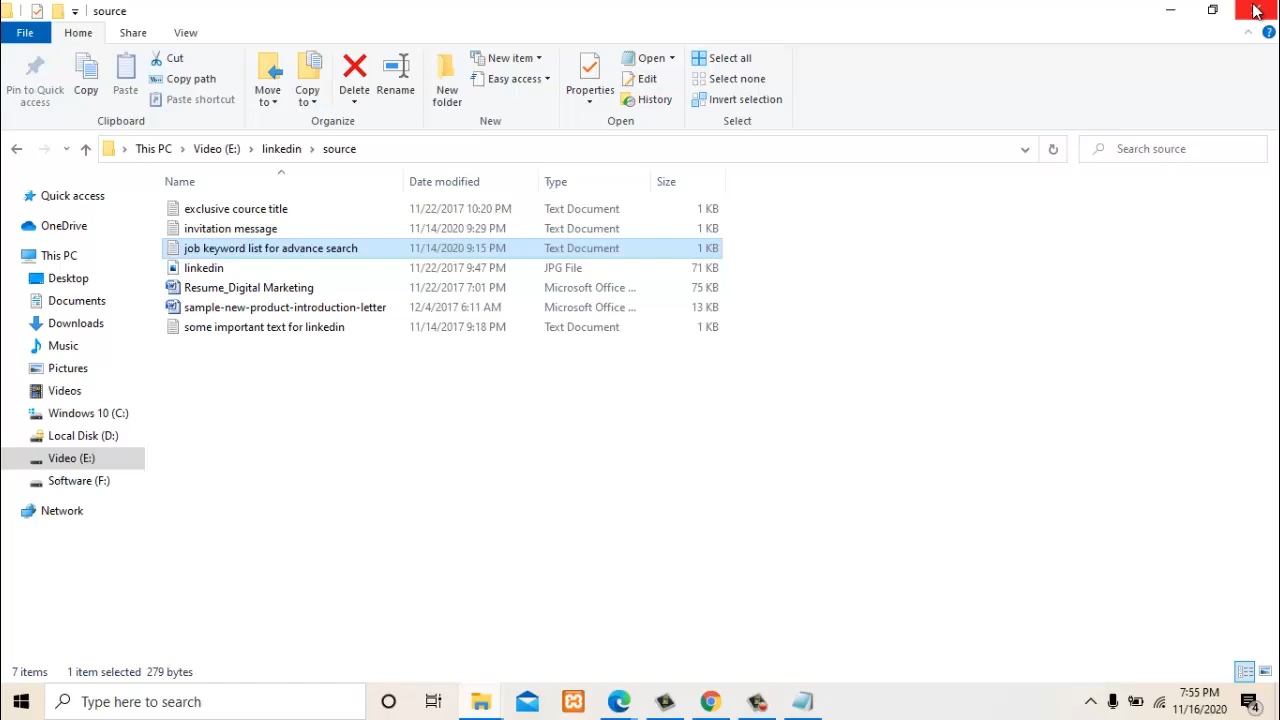 source
File Home Share View
Pin to Quick access
Copy
Paste
Cut
Copy path
Paste shortcut
Clipboard
Move to
Copy to
Delete
Rename
Organize
New folder
New item
Easy access
New
Properties
Open
Edit
History
Open
Select all
Select none
Invert selection
Select
This PC > Video (E:) > linkedin > source
Search source
Name Date modified Type Size
exclusive cource title 11/22/2017 10:20 PM Text Document 1 KB
invitation message 11/14/2020 9:29 PM Text Document 1 KB
job keyword list for advance search 11/14/2020 9:15 PM Text Document 1 KB
linkedin 11/22/2017 9:47 PM JPG File 71 KB
Resume_Digital Marketing 11/22/2017 7:01 PM Microsoft Office ... 75 KB
sample-new-product-introduction-letter 12/4/2017 6:11 AM Microsoft Office ... 13 KB
some important text for linkedin 11/14/2017 9:18 PM Text Document 1 KB
Quick access
OneDrive
This PC
Desktop
Documents
Downloads
Music
Pictures
Videos
Windows 10 (C:)
Local Disk (D:)
Video (E:)
Software (F:)
Network
7 items 1 item selected 279 bytes
Type here to search
7:55 PM
11/16/2020
4